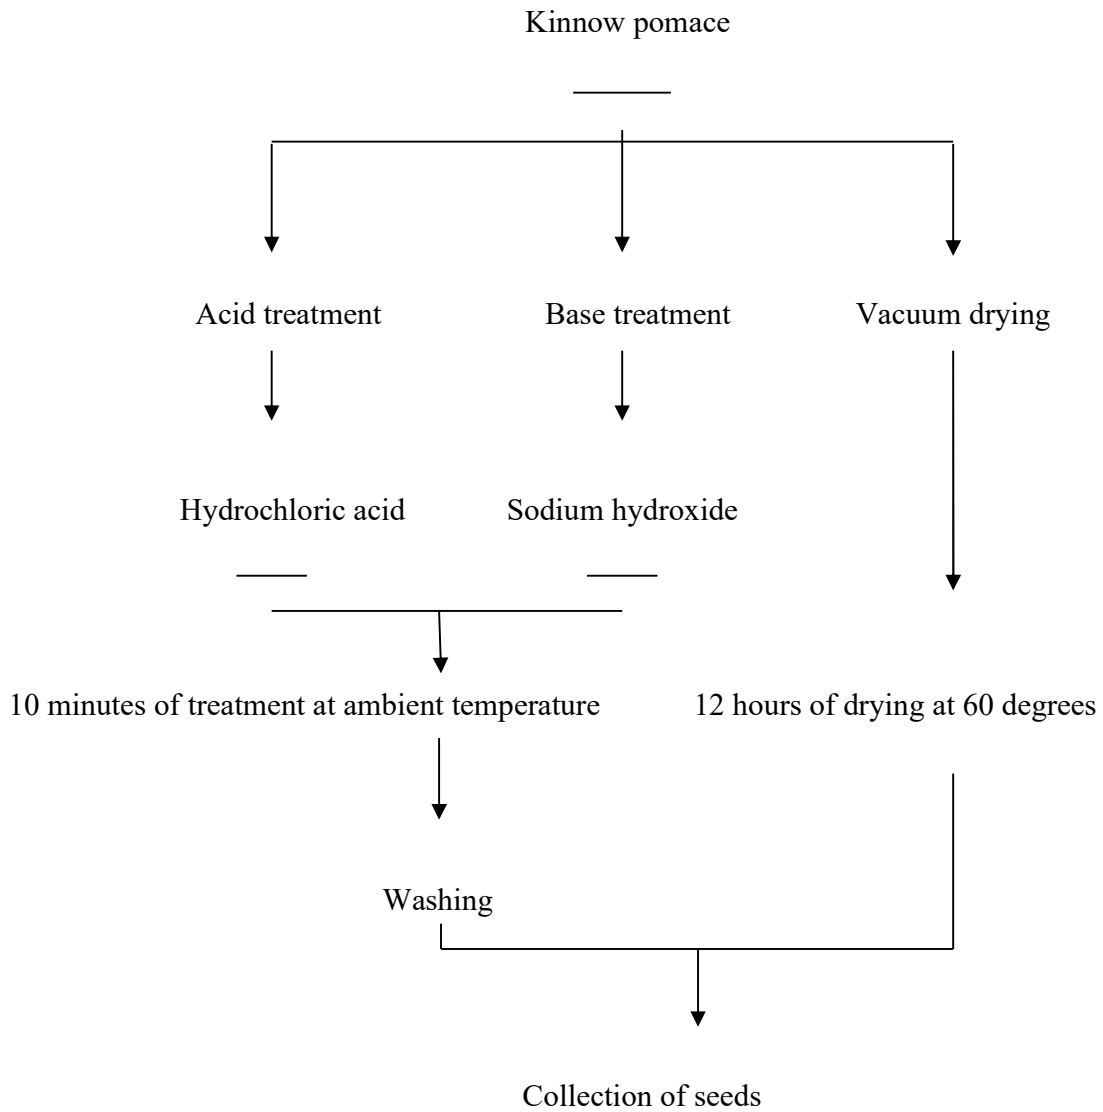 Kinnow pomace
Acid treatment
Base treatment
Vacuum drying
Hydrochloric acid
Sodium hydroxide
10 minutes of treatment at ambient temperature
12 hours of drying at 60 degrees
Washing
Collection of seeds